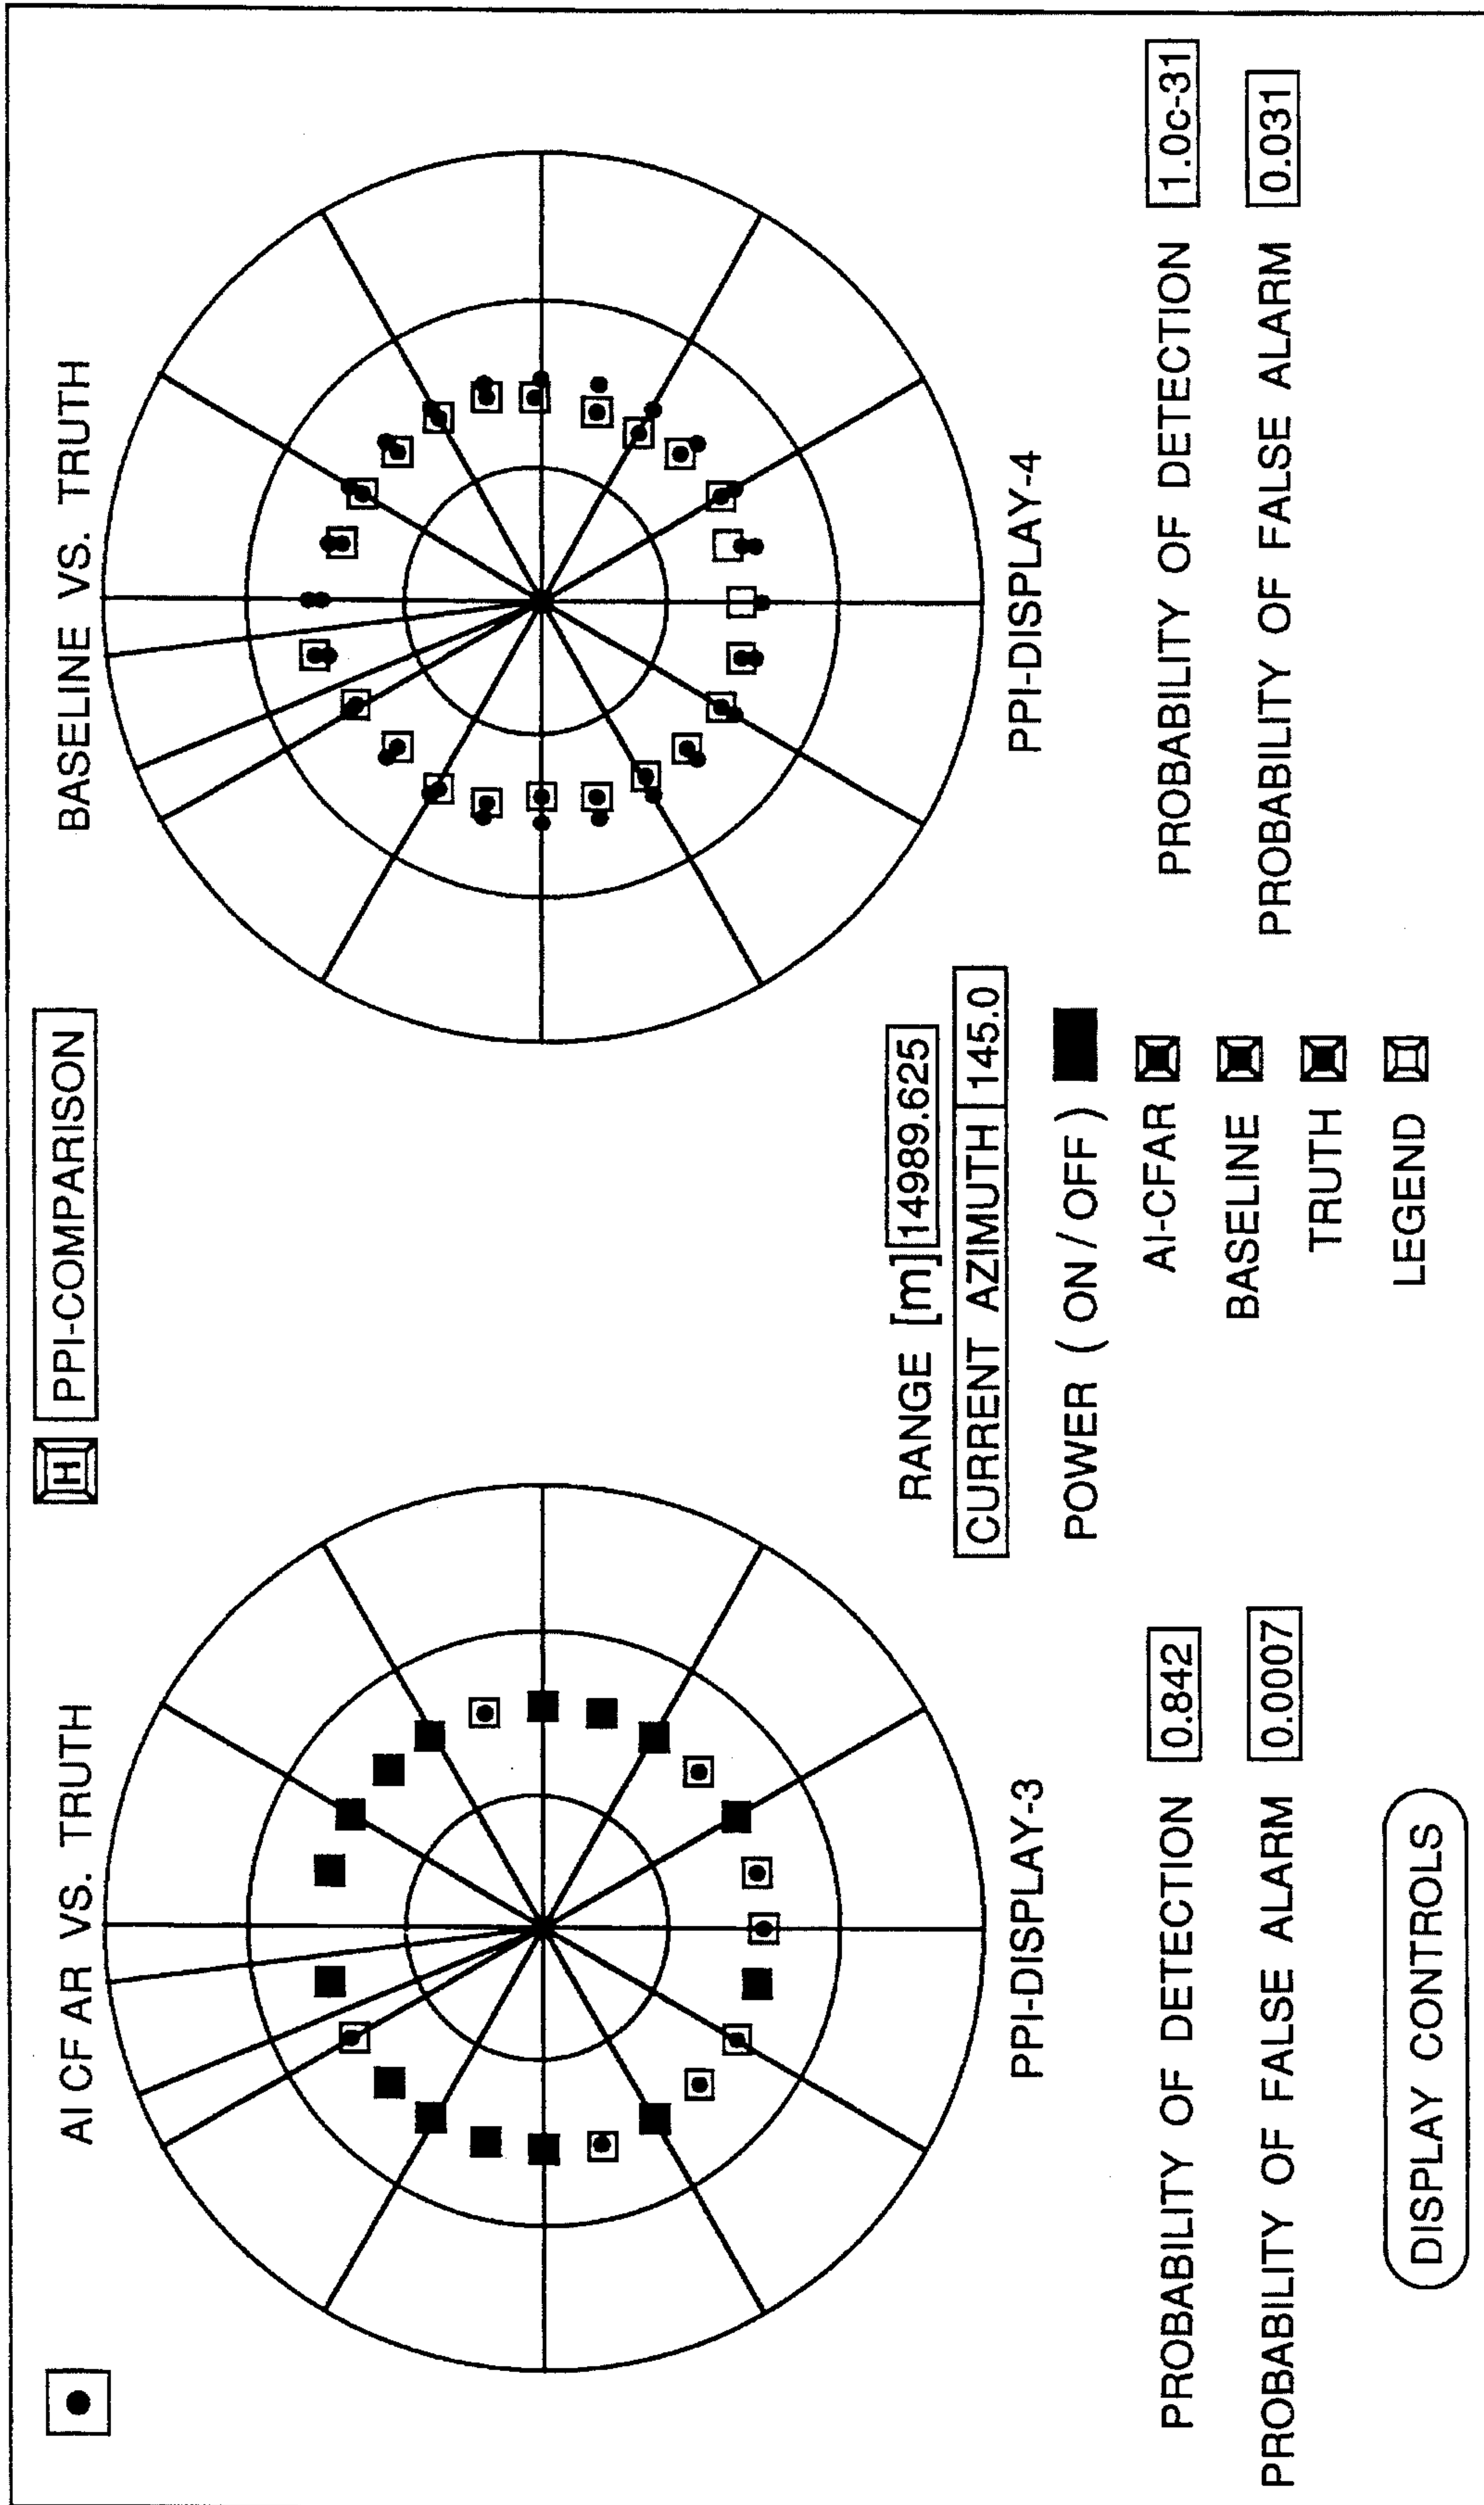 H PPI-COMPARISON
AI CF AR VS. TRUTH
BASELINE VS. TRUTH
PPI-DISPLAY-3
PPI-DISPLAY-4
RANGE [m] 14989.625
CURRENT AZIMUTH 145.0
POWER ( ON / OFF )
AI-CFAR
BASELINE
TRUTH
LEGEND
PROBABILITY OF DETECTION 0.842
PROBABILITY OF FALSE ALARM 0.0007
PROBABILITY OF DETECTION 1.0c-31
PROBABILITY OF FALSE ALARM 0.031
DISPLAY CONTROLS